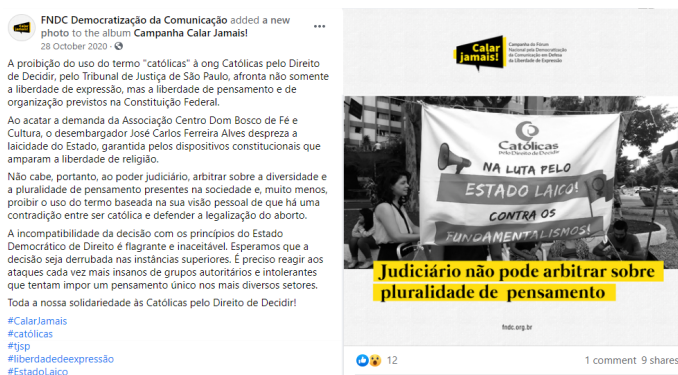 FNDC Democratização da Comunicação added a new
photo to the album Campanha Calar Jamais!
28 October 2020 ·
A proibição do uso do termo "católicas" à ong Católicas pelo Direito
de Decidir, pelo Tribunal de Justiça de São Paulo, afronta não somente
a liberdade de expressão, mas a liberdade de pensamento e de
organização previstos na Constituição Federal.
Ao acatar a demanda da Associação Centro Dom Bosco de Fé e
Cultura, o desembargador José Carlos Ferreira Alves despreza a
laicidade do Estado, garantida pelos dispositivos constitucionais que
amparam a liberdade de religião.
Não cabe, portanto, ao poder judiciário, arbitrar sobre a diversidade e
a pluralidade de pensamento presentes na sociedade e, muito menos,
proibir o uso do termo baseada na sua visão pessoal de que há uma
contradição entre ser católica e defender a legalização do aborto.
A incompatibilidade da decisão com os princípios do Estado
Democrático de Direito é flagrante e inaceitável. Esperamos que a
decisão seja derrubada nas instâncias superiores. É preciso reagir aos
ataques cada vez mais insanos de grupos autoritários e intolerantes
que tentam impor um pensamento único nos mais diversos setores.
Toda a nossa solidariedade às Católicas pelo Direito de Decidir!
#CalarJamais
#católicas
#tjsp
#liberdadedeexpressão
#EstadoLaico
Calar
jamais!
Campanha do Fórum
Nacional pela Democratização
da Comunicação em Defesa
da Liberdade de Expressão
Católicas
pelo Direito de Decidir
NA LUTA PELO
ESTADO LAICO!
CONTRA OS
FUNDAMENTALISMOS!
Judiciário não pode arbitrar sobre
pluralidade de pensamento
fndc.org.br
12
1 comment 9 shares